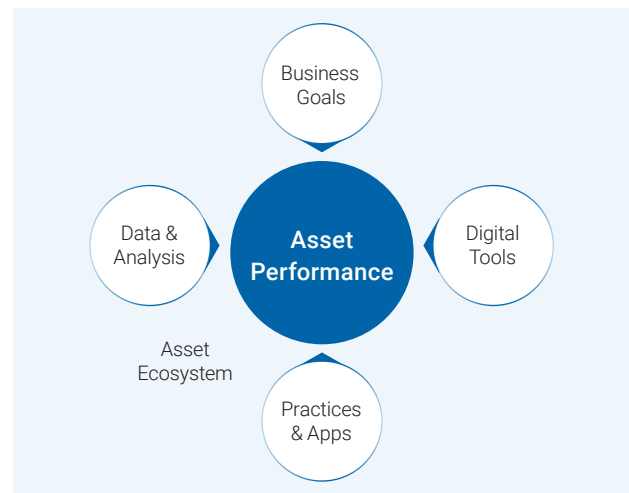 Business
Goals
Data &
Analysis
Asset
Performance
Digital
Tools
Asset
Ecosystem
Practices
& Apps